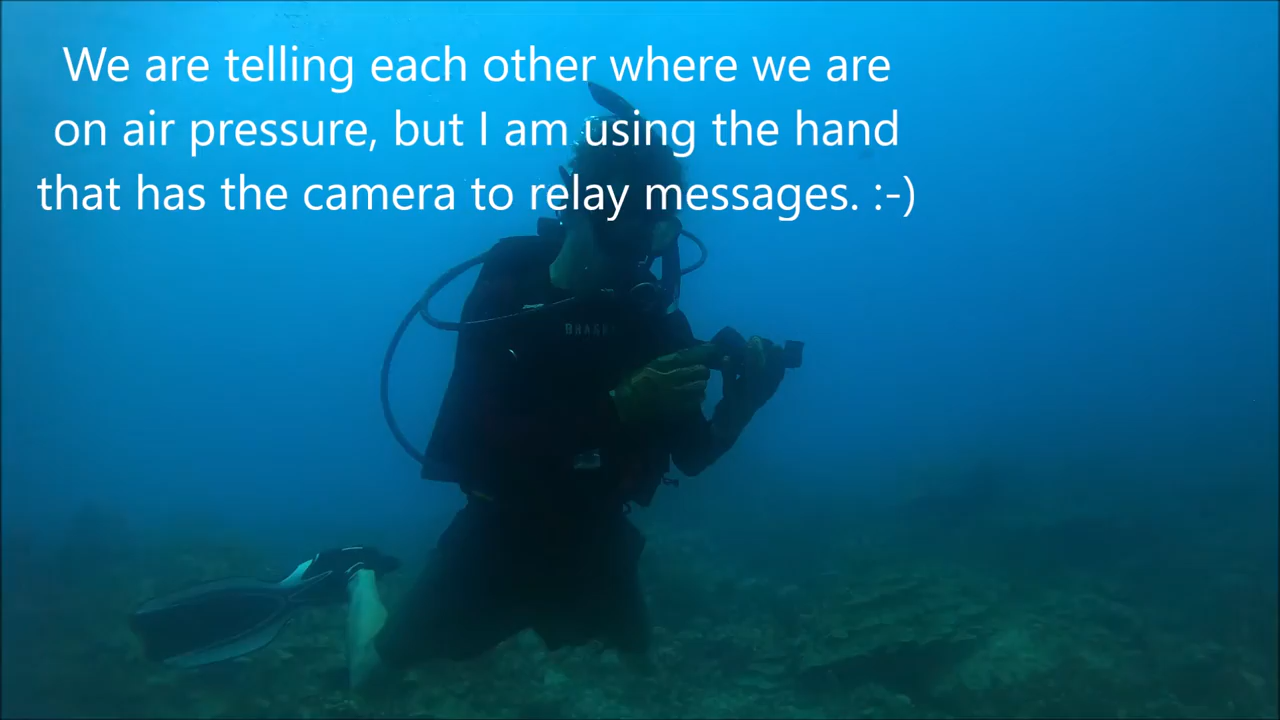 We are telling each other where we are
on air pressure, but I am using the hand
that has the camera to relay messages. :-)